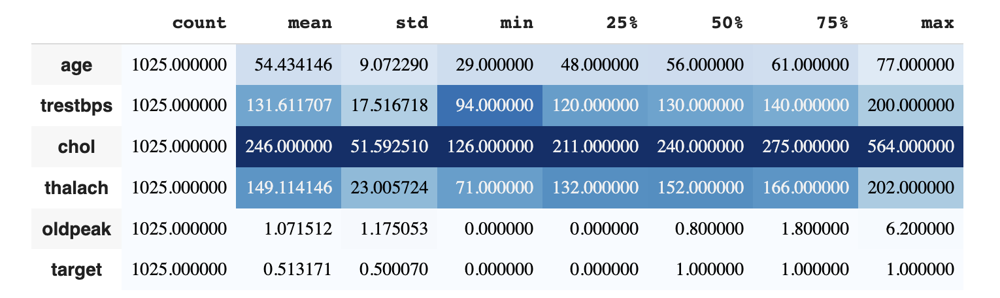 count mean std min 25% 50% 75% max
age 1025.000000 54.434146 9.072290 29.000000 48.000000 56.000000 61.000000 77.000000
trestbps 1025.000000 131.611707 17.516718 94.000000 120.000000 130.000000 140.000000 200.000000
chol 1025.000000 246.000000 51.592510 126.000000 211.000000 240.000000 275.000000 564.000000
thalach 1025.000000 149.114146 23.005724 71.000000 132.000000 152.000000 166.000000 202.000000
oldpeak 1025.000000 1.071512 1.175053 0.000000 0.000000 0.800000 1.800000 6.200000
target 1025.000000 0.513171 0.500070 0.000000 0.000000 1.000000 1.000000 1.000000